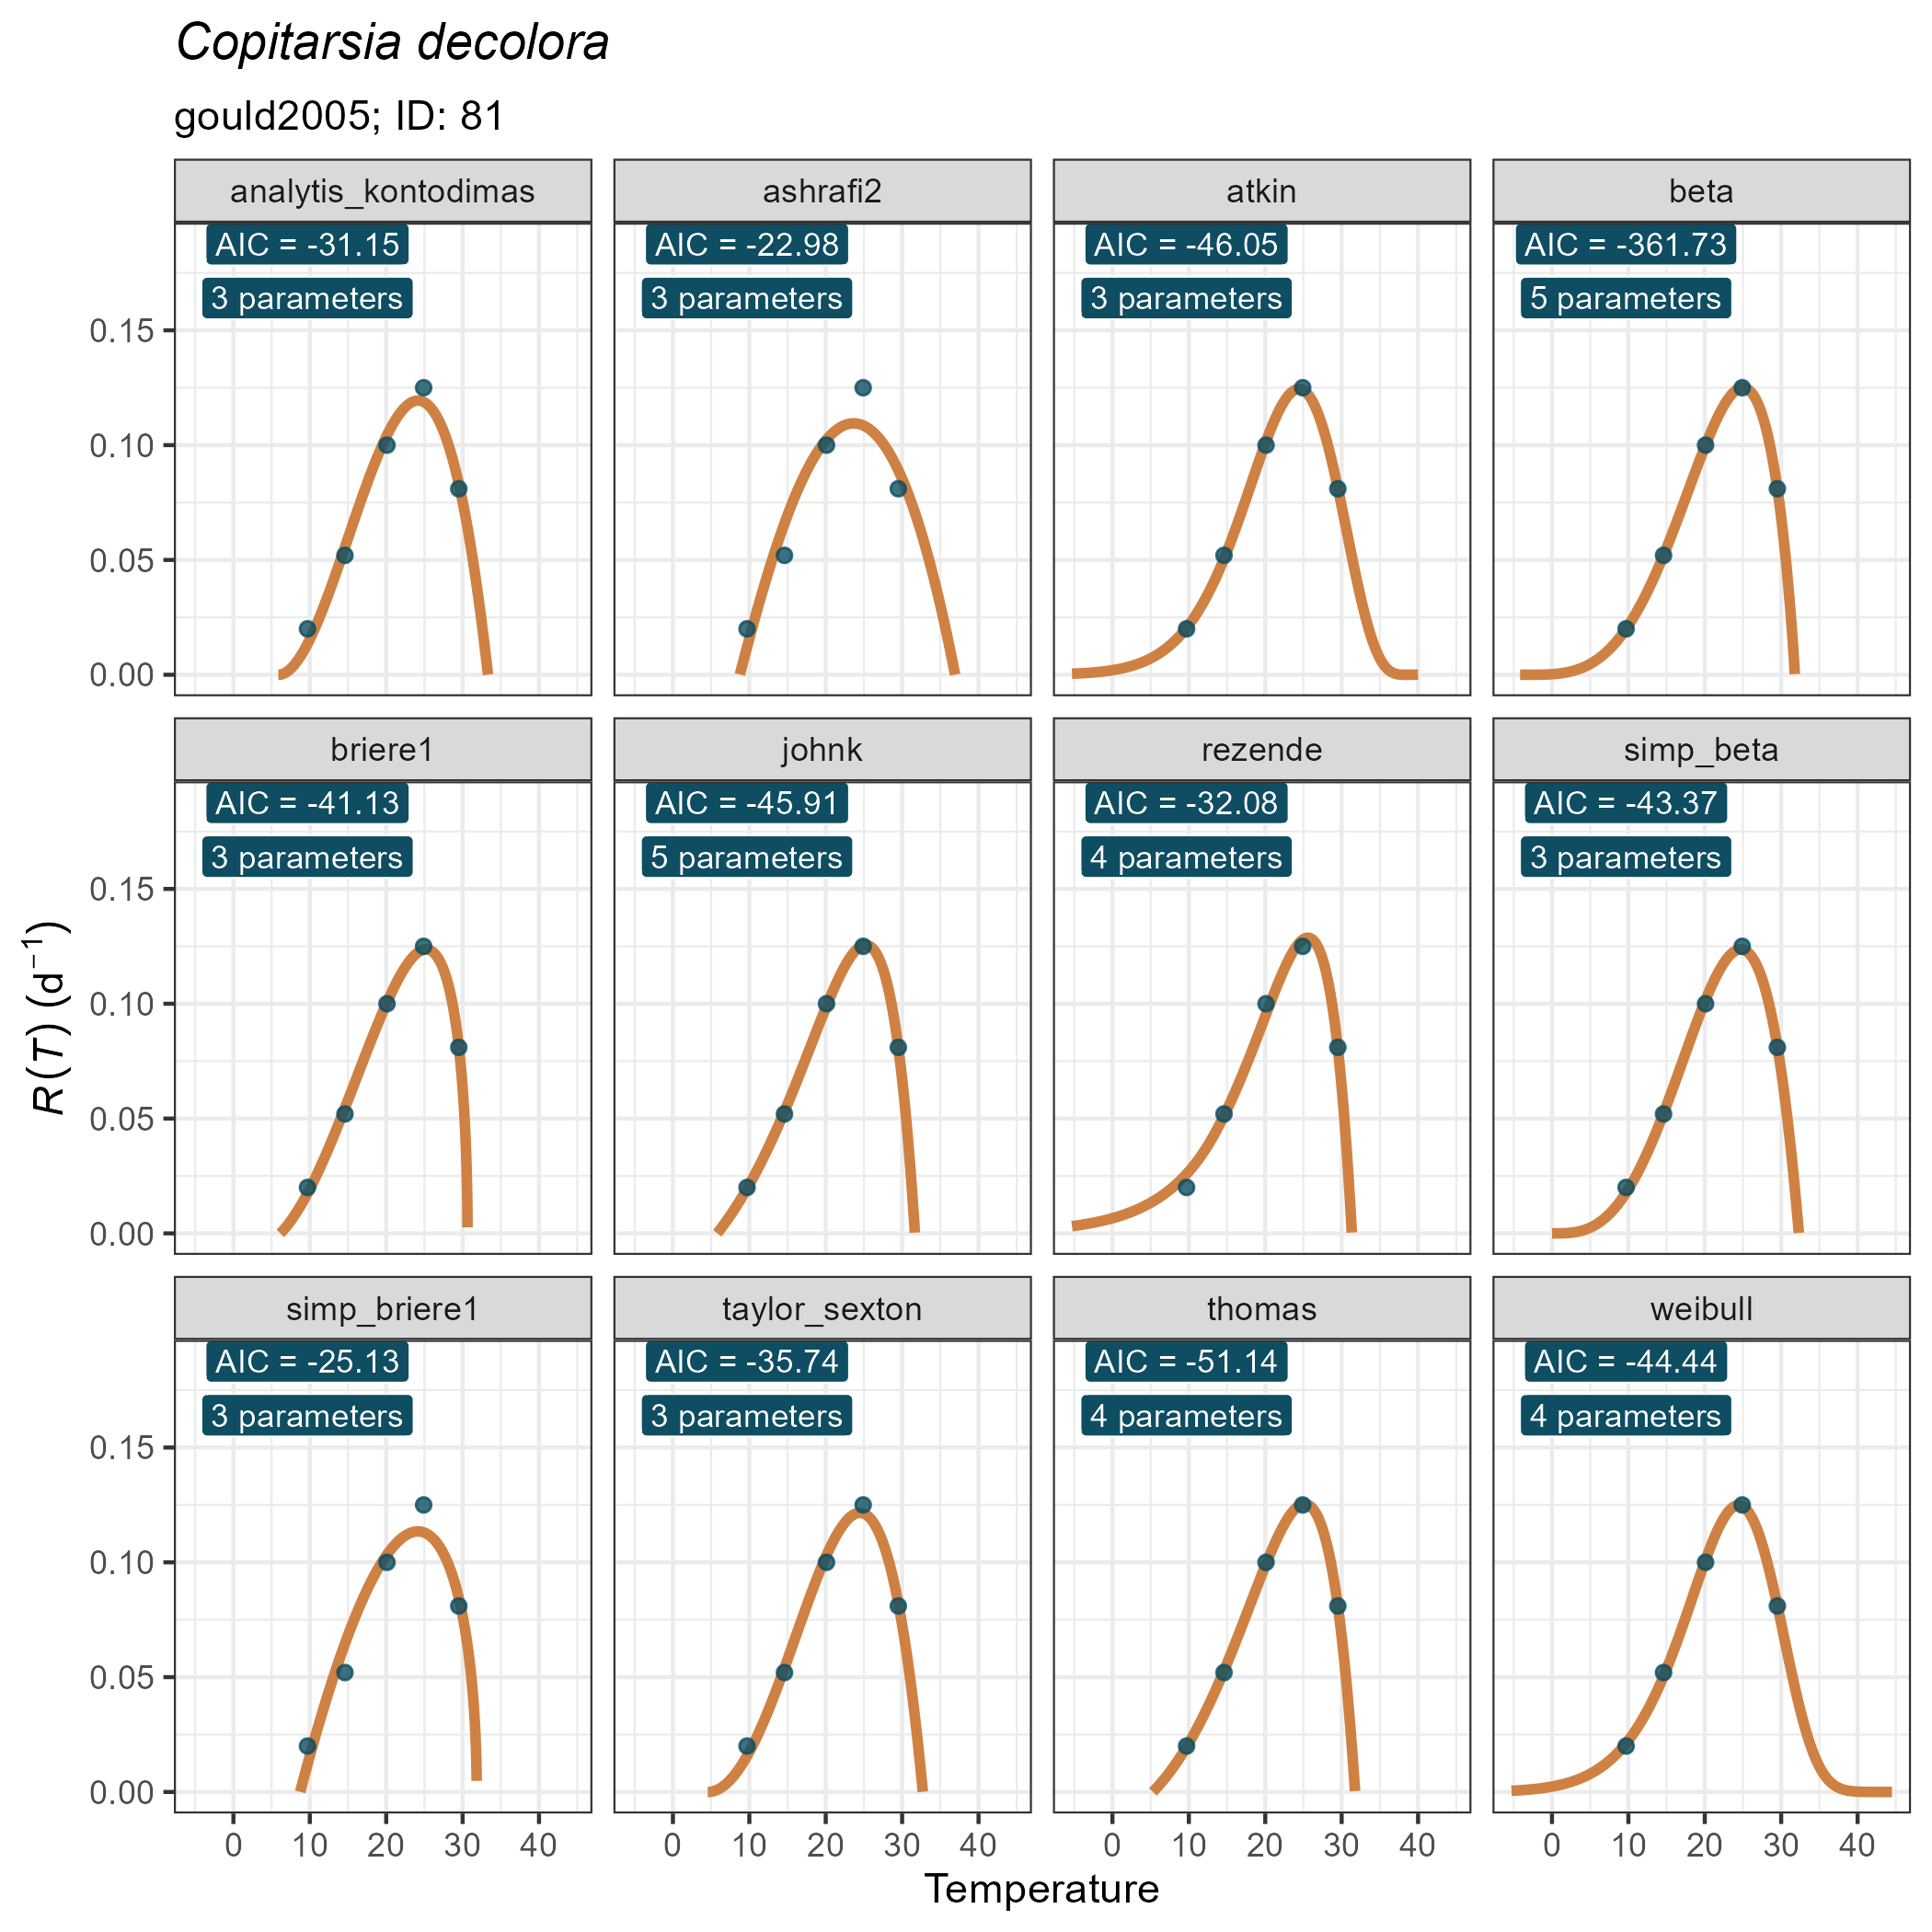 Copitarsia decolora
gould2005; ID: 81
analytis_kontodimas
ashrafi2
atkin
beta
AIC = -31.15
3 parameters
AIC = -22.98
3 parameters
AIC = -46.05
3 parameters
AIC = -361.73
5 parameters
0.15
0.10
0.05
0.00
briere1
johnk
rezende
simp_beta
AIC = -41.13
3 parameters
AIC = -45.91
5 parameters
AIC = -32.08
4 parameters
AIC = -43.37
3 parameters
0.15
0.10
0.05
0.00
R(T) (d⁻¹)
simp_briere1
taylor_sexton
thomas
weibull
AIC = -25.13
3 parameters
AIC = -35.74
3 parameters
AIC = -51.14
4 parameters
AIC = -44.44
4 parameters
0.15
0.10
0.05
0.00
0 10 20 30 40
0 10 20 30 40
0 10 20 30 40
0 10 20 30 40
Temperature